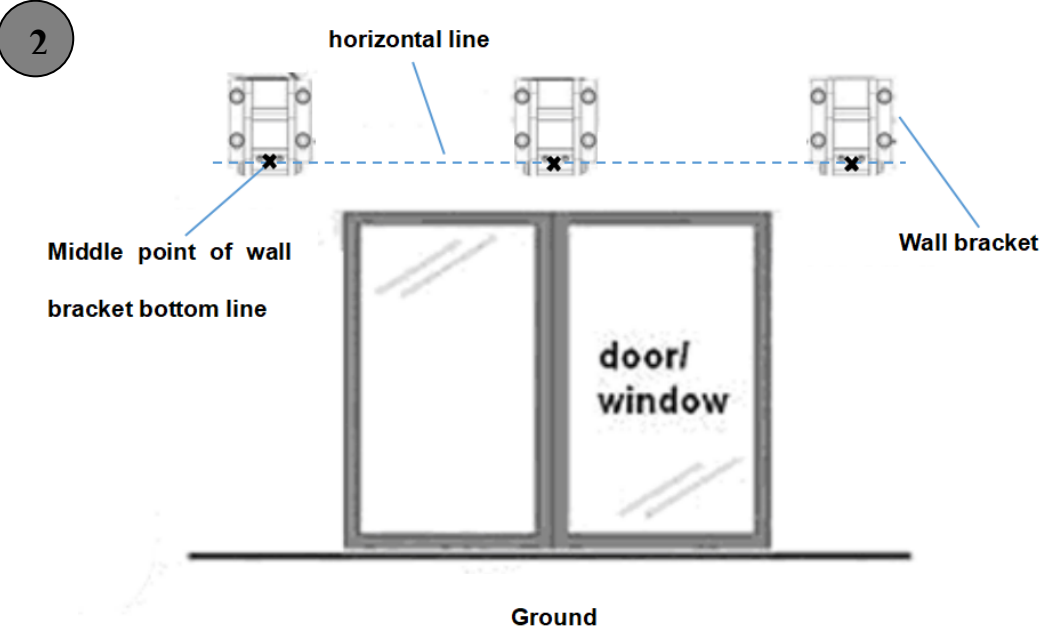 2
horizontal line
Middle point of wall
bracket bottom line
Wall bracket
door/
window
Ground